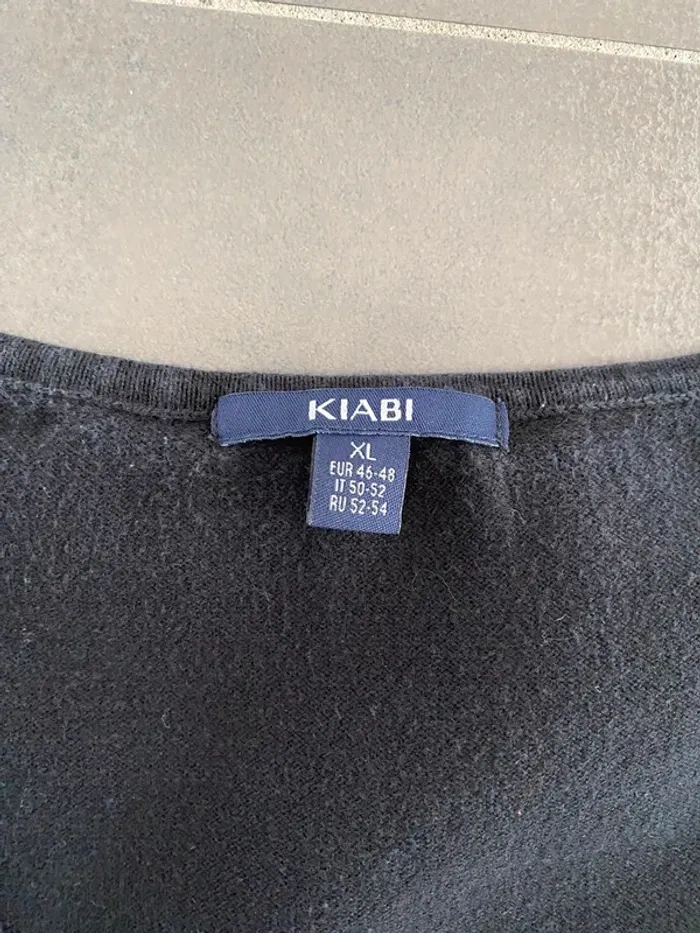 KIABI
XL
EUR 46-48
IT 50-52
RU 52-54